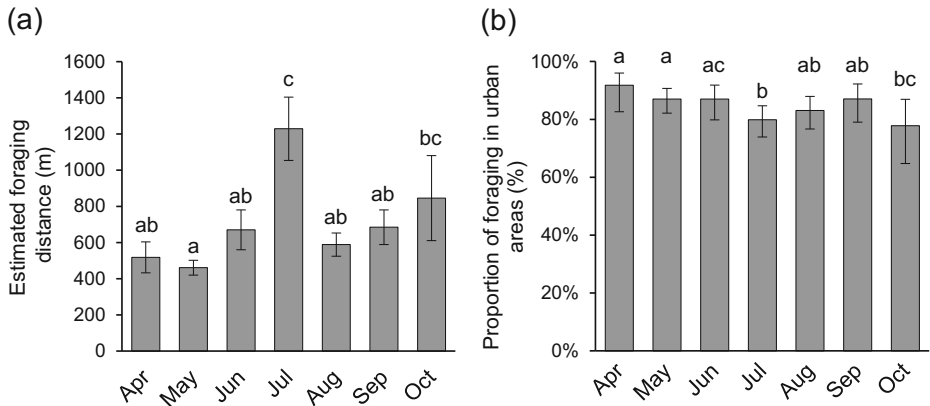 (a)
Estimated foraging
distance (m)
1600
1400
1200
1000
800
600
400
200
0
ab
a
ab
c
ab
ab
bc
Apr
May
Jun
Jul
Aug
Sep
Oct
(b)
Proportion of foraging in urban
areas (%)
100%
80%
60%
40%
20%
0%
a
a
ac
b
ab
ab
bc
Apr
May
Jun
Jul
Aug
Sep
Oct